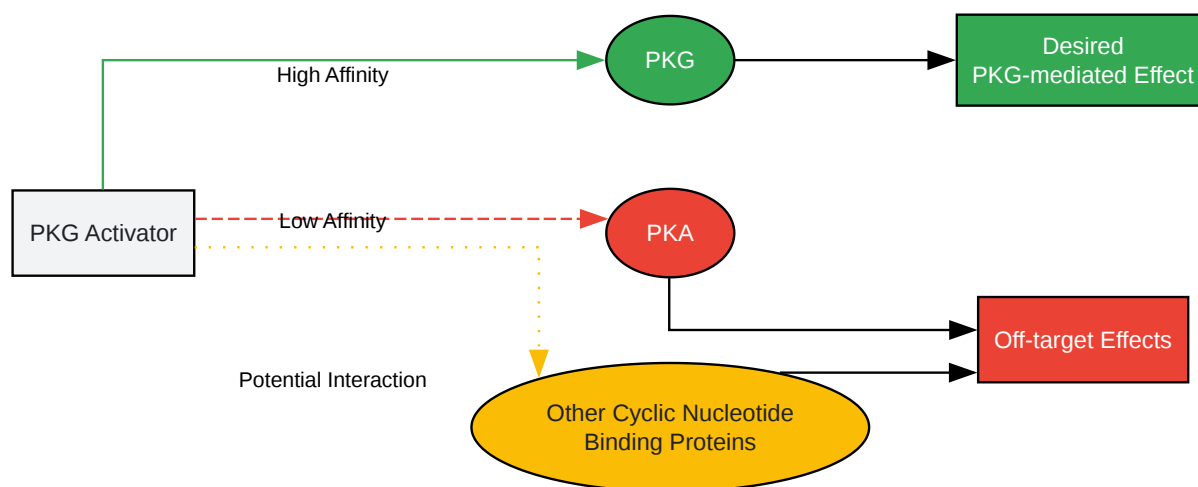 PKG
Desired
PKG-mediated Effect
High Affinity
PKG Activator
Low Affinity
PKA
Off-target Effects
Potential Interaction
Other Cyclic Nucleotide
Binding Proteins